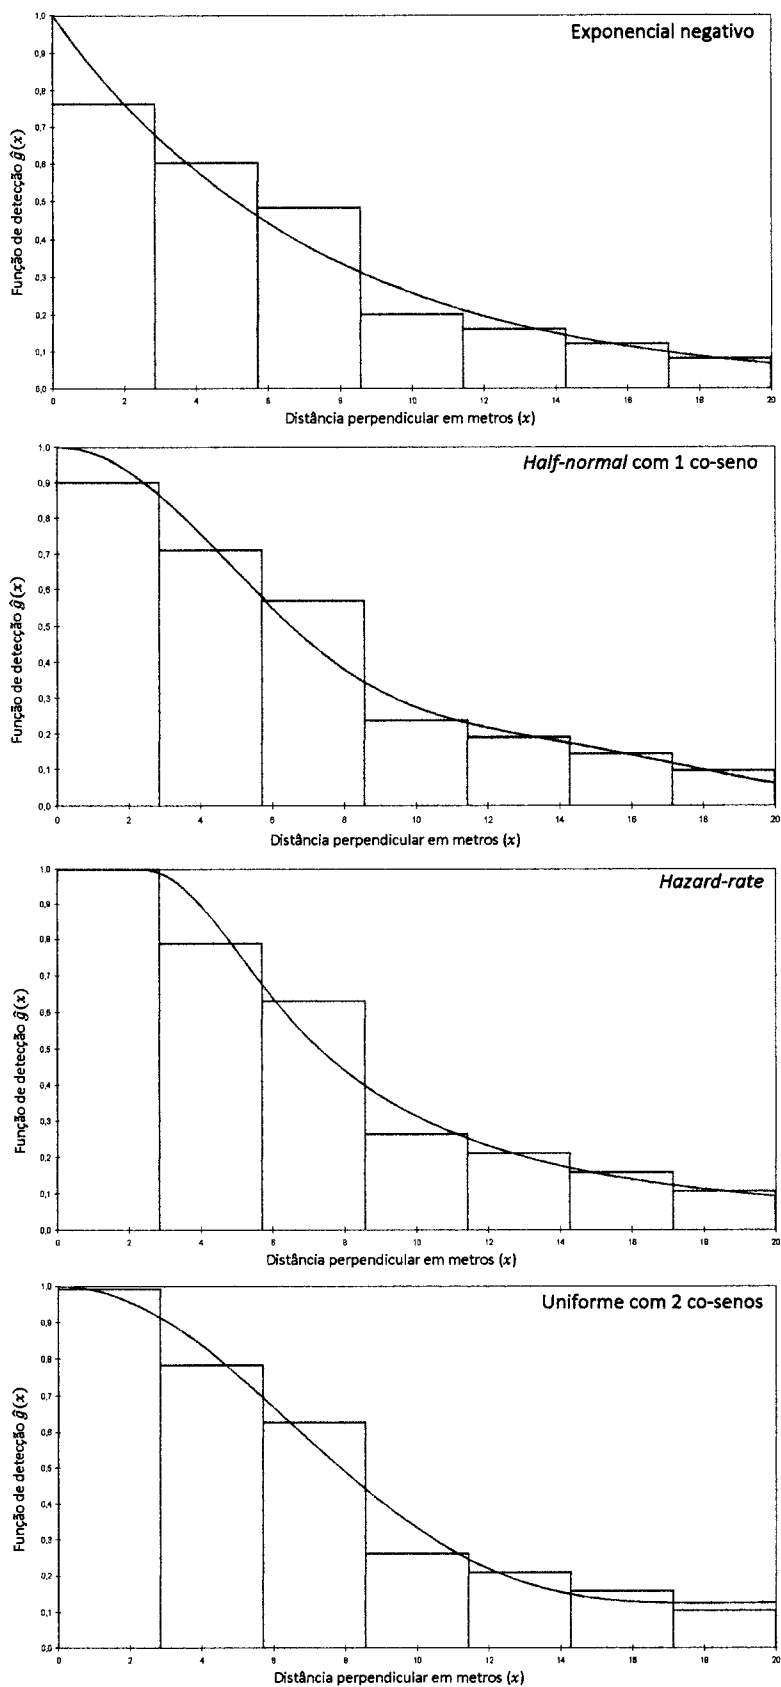 Exponencial negativo
Função de detecção ĝ(x)
1,0
0,9
0,8
0,7
0,6
0,5
0,4
0,3
0,2
0,1
0,0
0 2 4 6 8 10 12 14 16 18 20
Distância perpendicular em metros (x)
Half-normal com 1 co-seno
Função de detecção ĝ(x)
1,0
0,9
0,8
0,7
0,6
0,5
0,4
0,3
0,2
0,1
0,0
0 2 4 6 8 10 12 14 16 18 20
Distância perpendicular em metros (x)
Hazard-rate
Função de detecção ĝ(x)
1,0
0,9
0,8
0,7
0,6
0,5
0,4
0,3
0,2
0,1
0,0
0 2 4 6 8 10 12 14 16 18 20
Distância perpendicular em metros (x)
Uniforme com 2 co-senos
Função de detecção ĝ(x)
1,0
0,9
0,8
0,7
0,6
0,5
0,4
0,3
0,2
0,1
0,0
0 2 4 6 8 10 12 14 16 18 20
Distância perpendicular em metros (x)